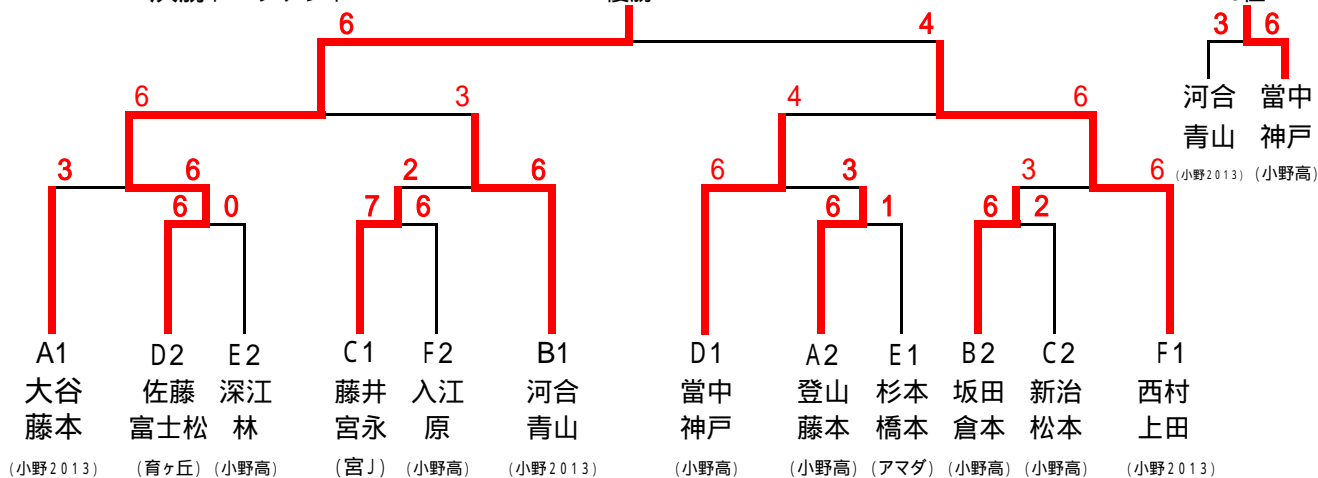 6 4 3 6
河合 當中
青山 神戸
(小野2013) (小野高)
6 3 4 6
3 6 2 6 6 3 3 6
6 0 7 6 6 1 6 2
A1 D2 E2 C1 F2 B1 D1 A2 E1 B2 C2 F1
大谷 佐藤 深江 藤井 入江 河合 當中 登山 杉本 坂田 新治 西村
藤本 富士松 林 宮永 原 青山 神戸 藤本 橋本 倉本 松本 上田
(小野2013) (育ヶ丘) (小野高) (宮J) (小野高) (小野2013) (小野高) (小野高) (アマダ) (小野高) (小野高) (小野2013)